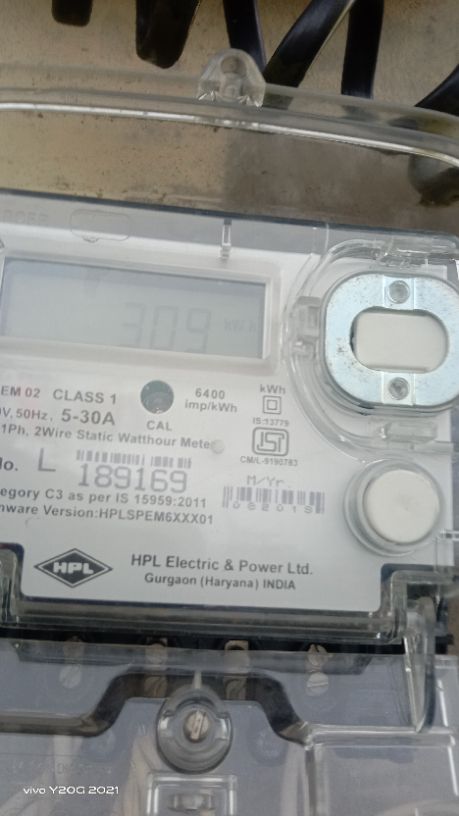 309 kWh
EM 02 CLASS 1
V, 50Hz. 5-30A
1Ph. 2Wire Static Watthour Meter
CAL
6400
imp/kWh
kWh
IS:13779
ISI
CM/L-9190783
No. L 189169
M/Yr.
egory C3 as per IS 15959:2011
mware Version:HPLSPEM6XXX01
HPL
HPL Electric & Power Ltd.
Gurgaon (Haryana) INDIA
vivo Y20G 2021